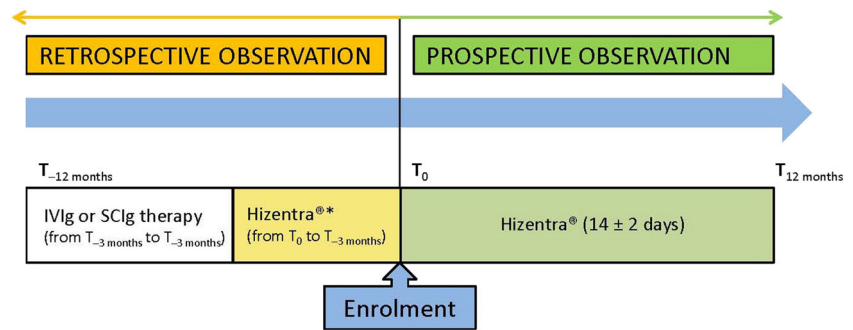 RETROSPECTIVE OBSERVATION
PROSPECTIVE OBSERVATION
T–12 months
T0
T12 months
IVIg or SCIg therapy
(from T–3 months to T–3 months)
Hizentra®*
(from T0 to T–3 months)
Hizentra® (14 ± 2 days)
Enrolment